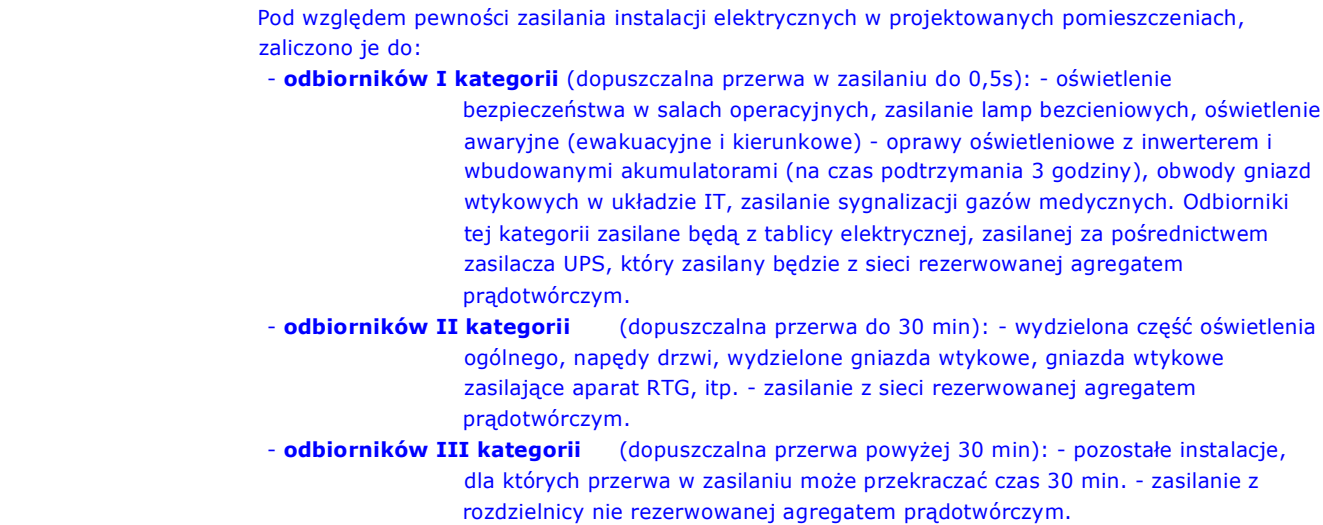 Pod względem pewności zasilania instalacji elektrycznych w projektowanych pomieszczeniach,
zaliczono je do:
- odbiorników I kategorii (dopuszczalna przerwa w zasilaniu do 0,5s): - oświetlenie
bezpieczeństwa w salach operacyjnych, zasilanie lamp bezcieniowych, oświetlenie
awaryjne (ewakuacyjne i kierunkowe) - oprawy oświetleniowe z inwerterem i
wbudowanymi akumulatorami (na czas podtrzymania 3 godziny), obwody gniazd
wtykowych w układzie IT, zasilanie sygnalizacji gazów medycznych. Odbiorniki
tej kategorii zasilane będą z tablicy elektrycznej, zasilanej za pośrednictwem
zasilacza UPS, który zasilany będzie z sieci rezerwowanej agregatem
prądotwórczym.
- odbiorników II kategorii (dopuszczalna przerwa do 30 min): - wydzielona część oświetlenia
ogólnego, napędy drzwi, wydzielone gniazda wtykowe, gniazda wtykowe
zasilające aparat RTG, itp. - zasilanie z sieci rezerwowanej agregatem
prądotwórczym.
- odbiorników III kategorii (dopuszczalna przerwa powyżej 30 min): - pozostałe instalacje,
dla których przerwa w zasilaniu może przekraczać czas 30 min. - zasilanie z
rozdzielnicy nie rezerwowanej agregatem prądotwórczym.